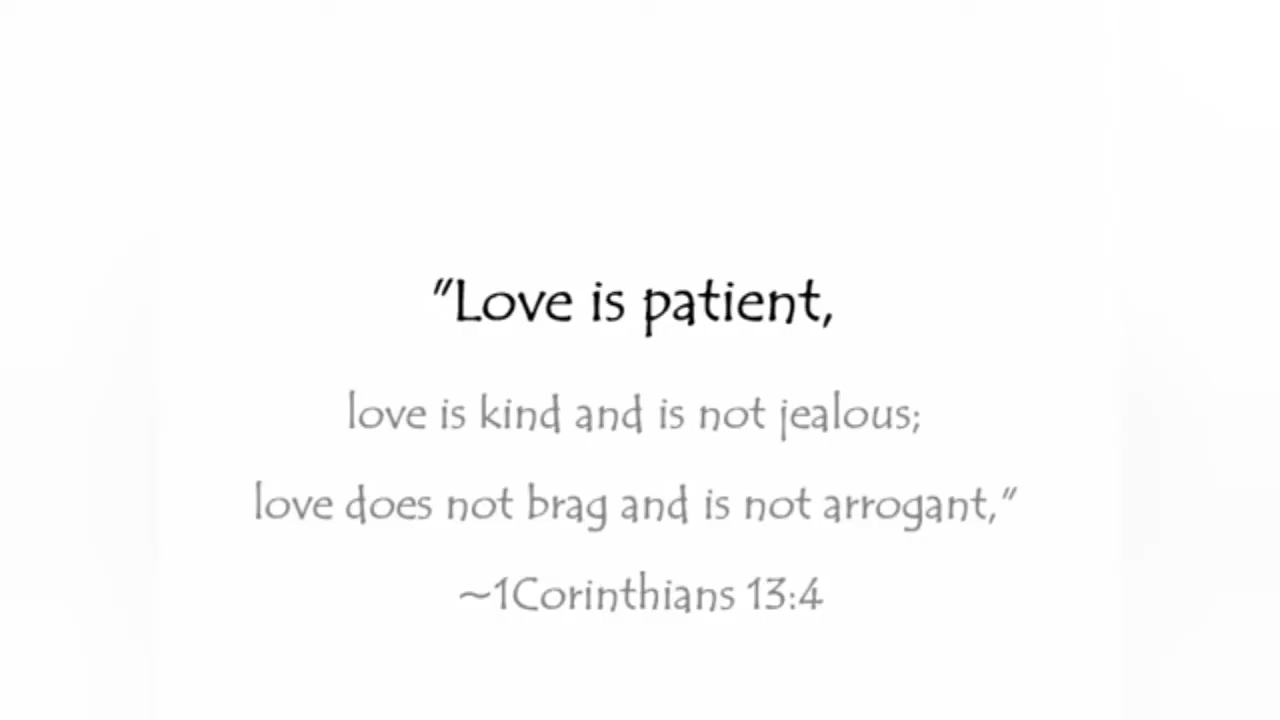 "Love is patient,
love is kind and is not jealous;
love does not brag and is not arrogant,"
~1Corinthians 13:4